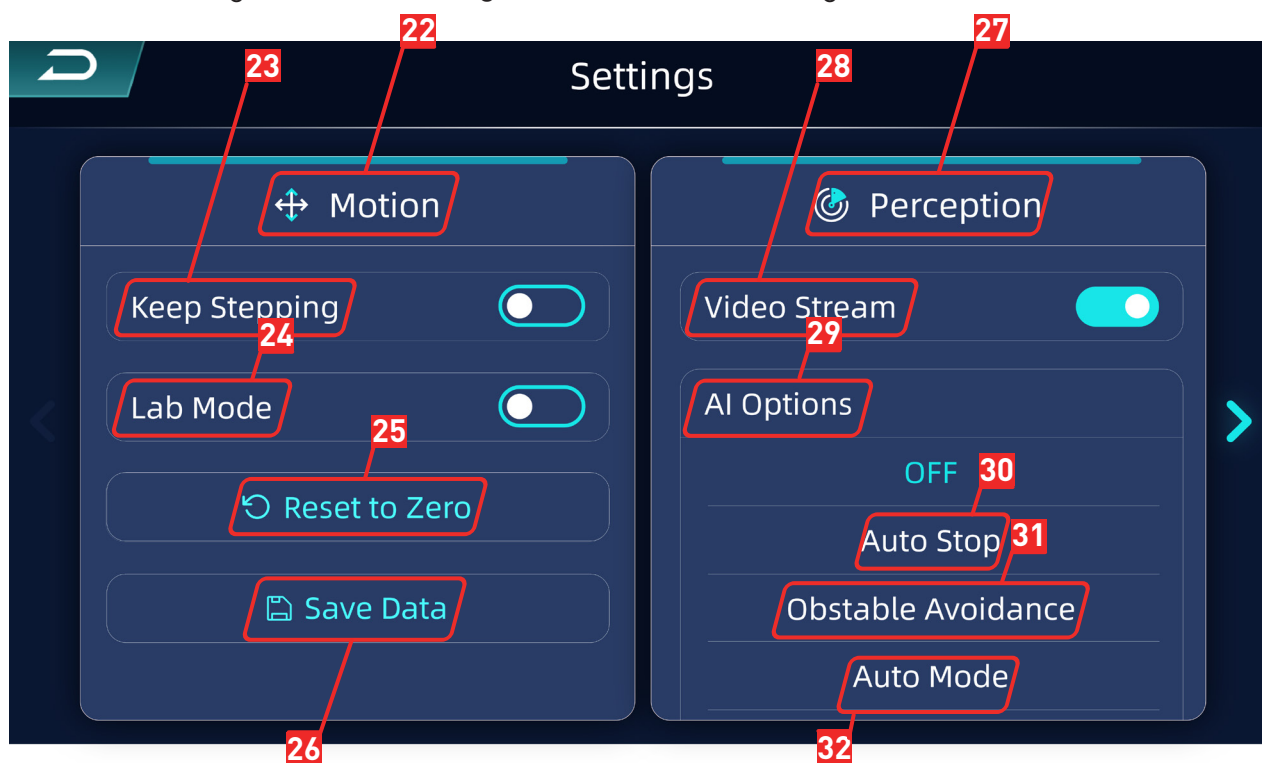 22
27
23
Settings
28
Motion
Perception
Keep Stepping
Video Stream
24
29
Lab Mode
AI Options
25
OFF
30
Reset to Zero
Auto Stop
31
Save Data
Obstable Avoidance
Auto Mode
26
32